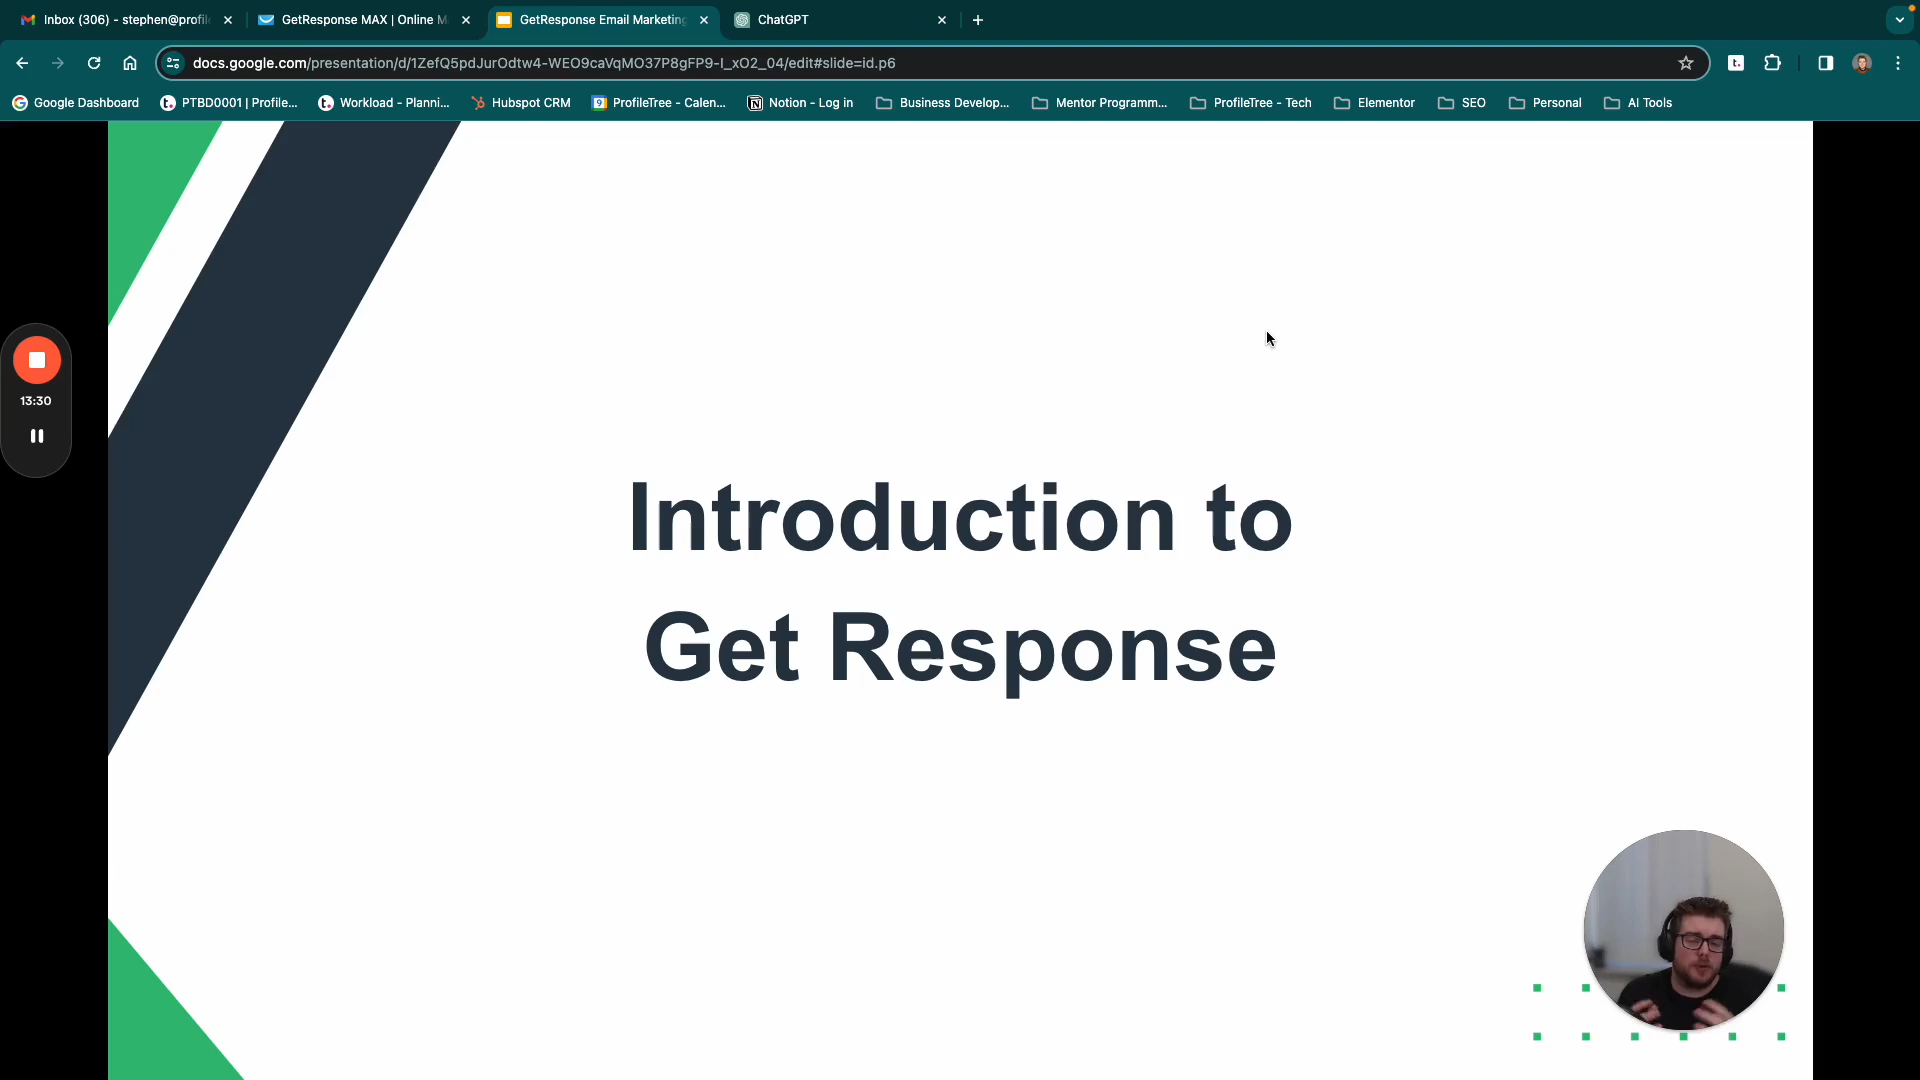 Inbox (306) - stephen@profil
GetResponse MAX | Online M
GetResponse Email Marketing
ChatGPT
docs.google.com/presentation/d/1ZefQ5pdJurOdtw4-WEO9caVqMO37P8gFP9-I_xO2_04/edit#slide=id.p6
Google Dashboard
PTBD0001 | Profile...
Workload - Planni...
Hubspot CRM
ProfileTree - Calen...
Notion - Log in
Business Develop...
Mentor Programm...
ProfileTree - Tech
Elementor
SEO
Personal
AI Tools
13:30
Introduction to
Get Response